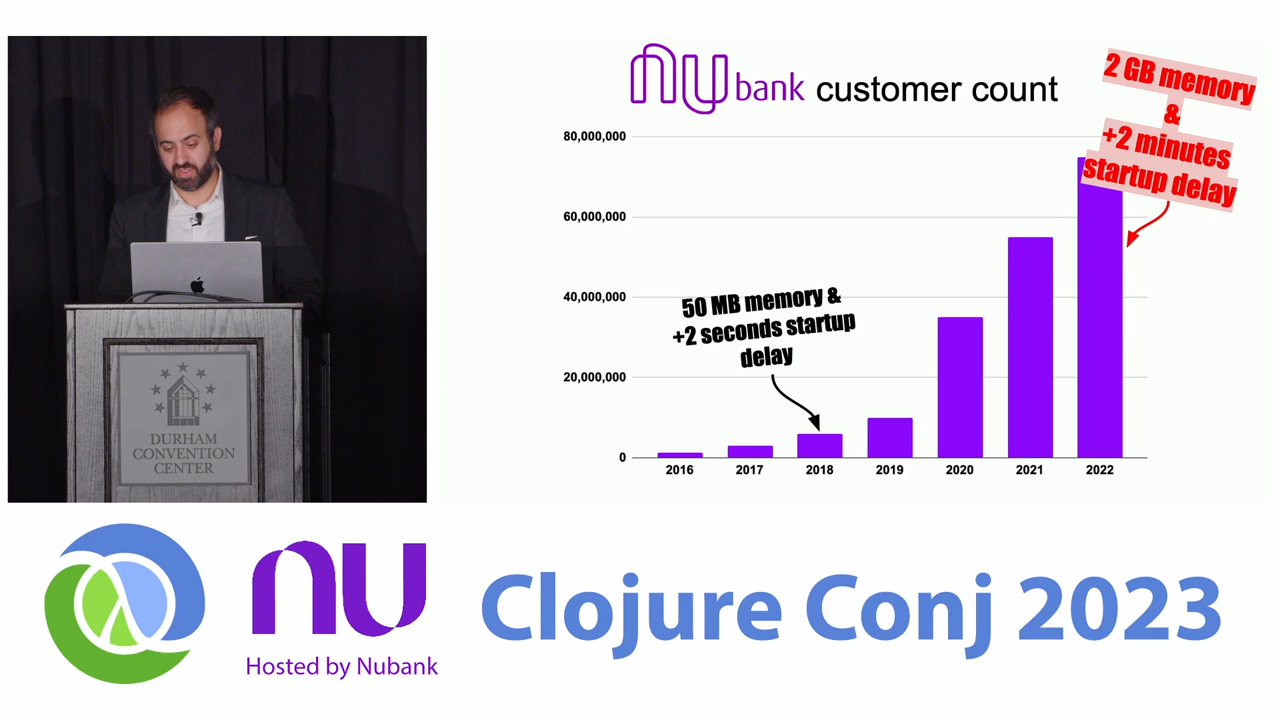 DURHAM
CONVENTION
CENTER
nu bank customer count
80,000,000
60,000,000
40,000,000
20,000,000
0
2016 2017 2018 2019 2020 2021 2022
50 MB memory &
+2 seconds startup
delay
2 GB memory
&
+2 minutes
startup delay
nu
Hosted by Nubank
Clojure Conj 2023